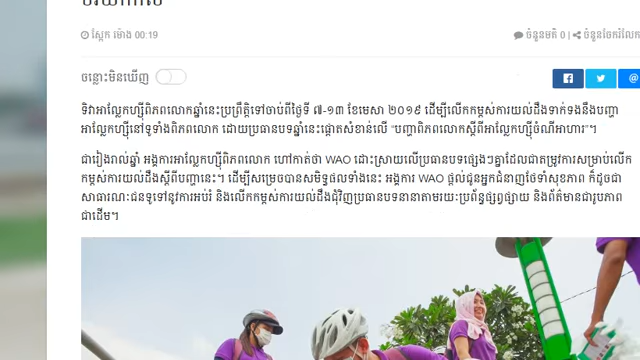 ស្អែក ម៉ោង 00:19
ចំនួនមតិ 0 | ចំនួនចែករំលែក
ចន្លោះមិនឃើញ
ទិវាអាល្លែកហ្ស៊ីពិភពលោកឆ្នាំនេះប្រព្រឹត្តិទៅចាប់ពីថ្ងៃទី ៧-១៣ ខែមេសា ២០១៩ ដើម្បីលើកកម្ពស់ការយល់ដឹងទាក់ទងនឹងបញ្ហា
អាល្លែកហ្ស៊ីនៅទូទាំងពិភពលោក ដោយប្រធានបទឆ្នាំនេះផ្តោតសំខាន់លើ "បញ្ហាពិភពលោកស្តីពីអាល្លែកហ្ស៊ីចំណីអាហារ"។
ជារៀងរាល់ឆ្នាំ អង្គការអាល្លែកហ្ស៊ីពិភពលោក ហៅកាត់ថា WAO ដោះស្រាយលើប្រធានបទផ្សេងៗគ្នាដែលជាតម្រូវការសម្រាប់លើក
កម្ពស់ការយល់ដឹងស្តីពីបញ្ហានេះ។ ដើម្បីសម្រេចបានសមិទ្ធផលទាំងនេះ អង្គការ WAO ផ្តល់ជូនអ្នកជំនាញថែទាំសុខភាព ក៏ដូចជា
សាធារណៈជនទូទៅនូវការអប់រំ និងលើកកម្ពស់ការយល់ដឹងជុំវិញប្រធានបទនានាតាមរយៈប្រព័ន្ធផ្សព្វផ្សាយ និងព័ត៌មានជារូបភាព
ជាដើម។